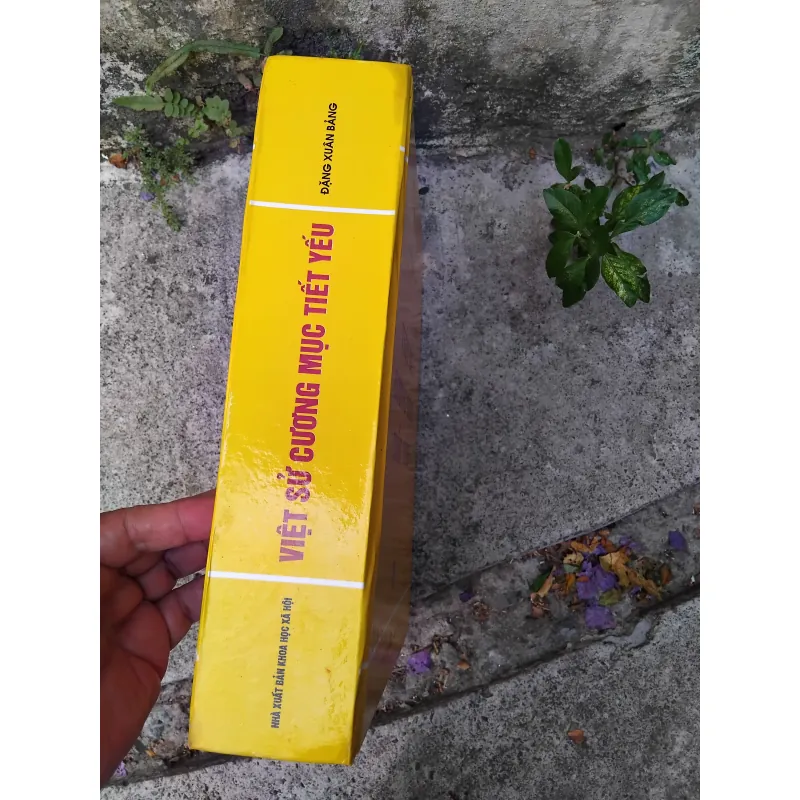 ĐẶNG XUÂN BẢNG
VIỆT SỬ CƯƠNG MỤC TIẾT YẾU
NHÀ XUẤT BẢN KHOA HỌC XÃ HỘI